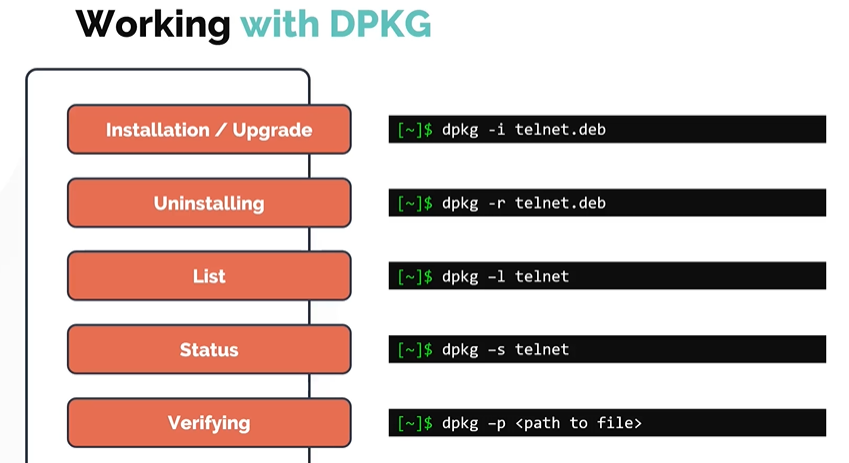 Working with DPKG
Installation / Upgrade
[~]$ dpkg -i telnet.deb
Uninstalling
[~]$ dpkg -r telnet.deb
List
[~]$ dpkg –l telnet
Status
[~]$ dpkg –s telnet
Verifying
[~]$ dpkg –p <path to file>